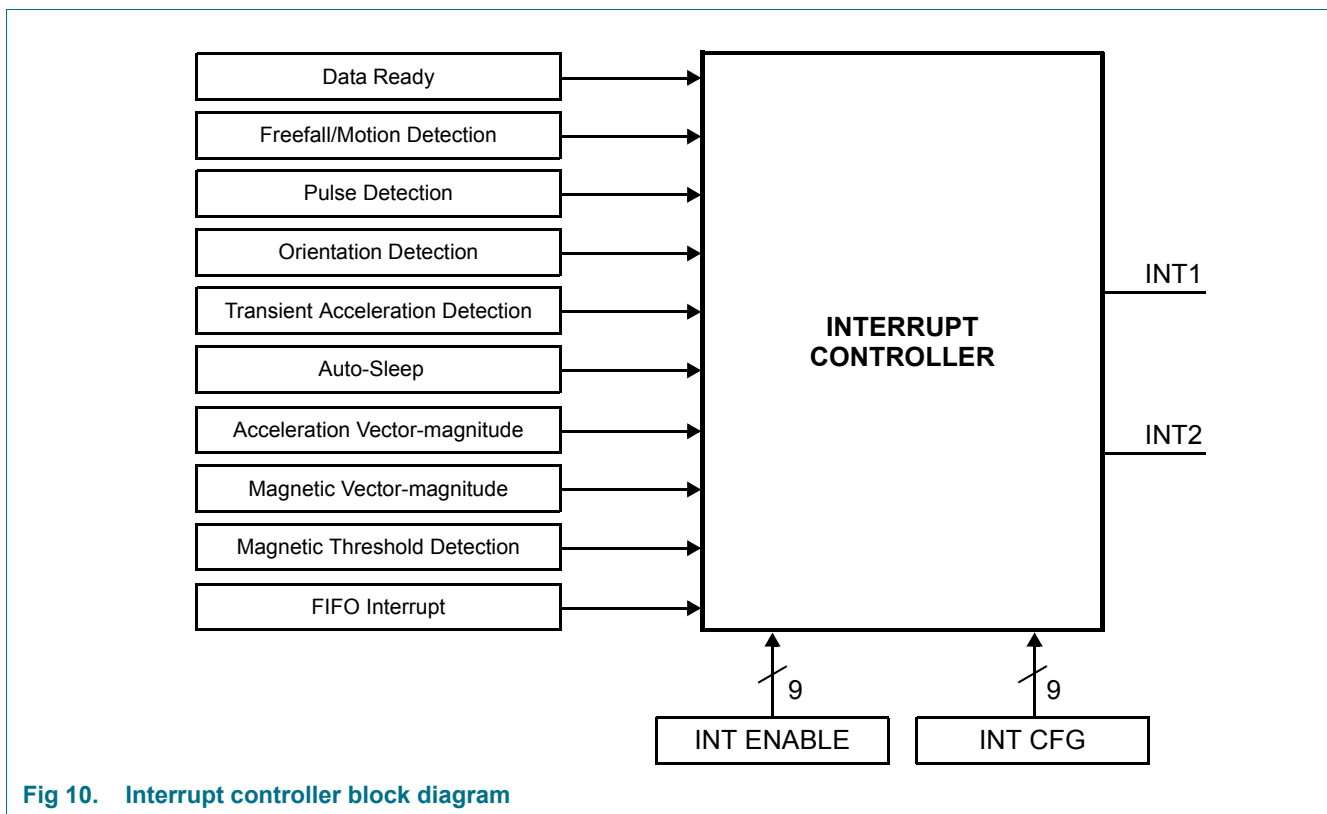 Data Ready
Freefall/Motion Detection
Pulse Detection
Orientation Detection
Transient Acceleration Detection
Auto-Sleep
Acceleration Vector-magnitude
Magnetic Vector-magnitude
Magnetic Threshold Detection
FIFO Interrupt
INTERRUPT
CONTROLLER
INT1
INT2
9
9
INT ENABLE
INT CFG
Fig 10. Interrupt controller block diagram